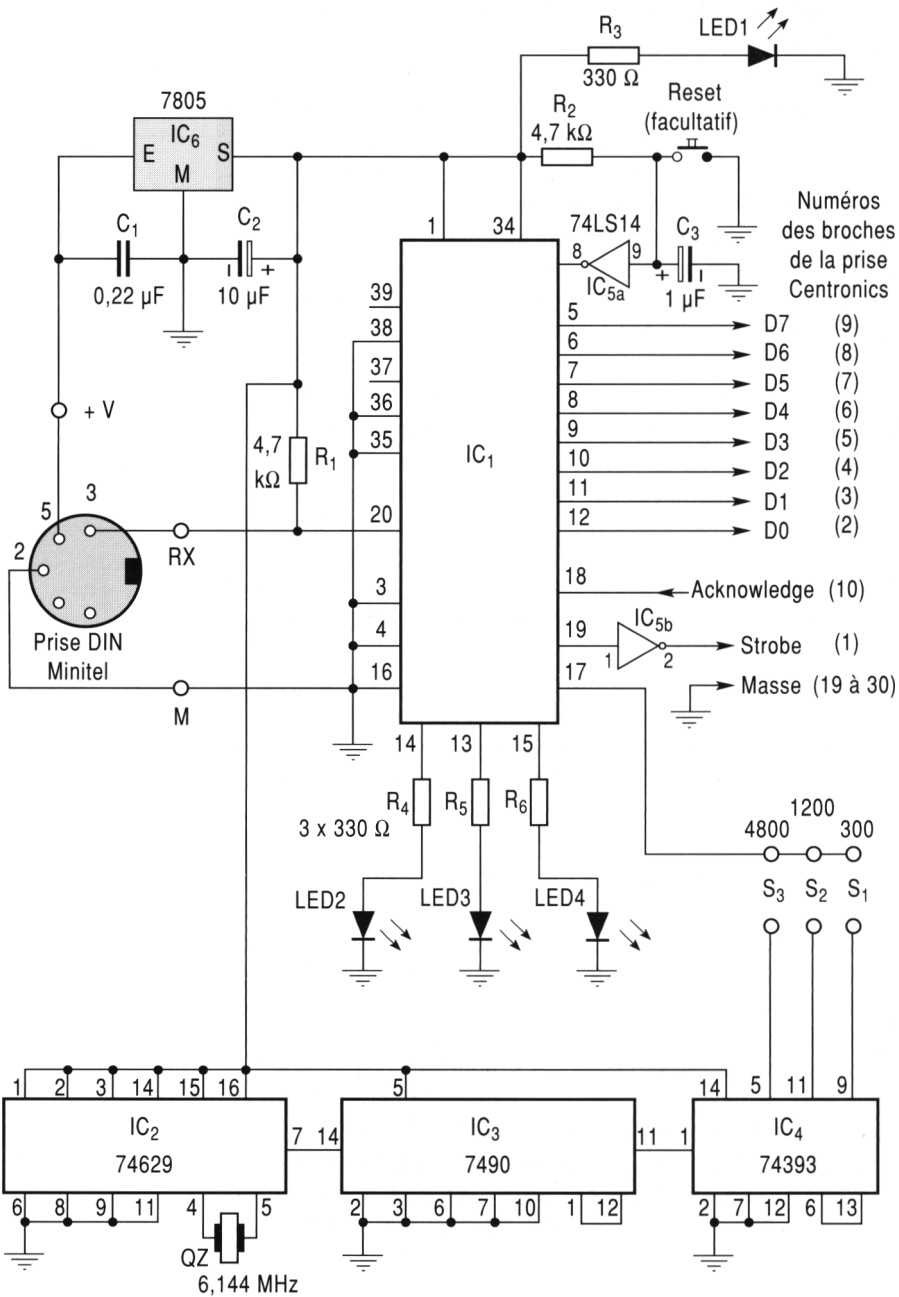 R3
330 Ω
LED1
7805
IC6
E
S
M
R2
4,7 kΩ
Reset
(facultatif)
C1
0,22 µF
C2
10 µF
+
1
34
74LS14
8
9
IC5a
C3
+
1 µF
Numéros
des broches
de la prise
Centronics
39
38
37
36
35
20
3
4
16
IC1
5 D7 (9)
6 D6 (8)
7 D5 (7)
8 D4 (6)
9 D3 (5)
10 D2 (4)
11 D1 (3)
12 D0 (2)
18 Acknowledge (10)
19
IC5b
1
2
Strobe (1)
17
Masse (19 à 30)
+ V
4,7
kΩ
R1
5
3
2
RX
Prise DIN
Minitel
M
14
13
15
R4
R5
R6
3 x 330 Ω
LED2
LED3
LED4
4800
1200
300
S3
S2
S1
1
2
3
14
15
16
IC2
74629
6
8
9
11
4
5
QZ
6,144 MHz
7
14
5
IC3
7490
2
3
6
7
10
1
12
11
1
14
5
11
9
IC4
74393
2
7
12
6
13